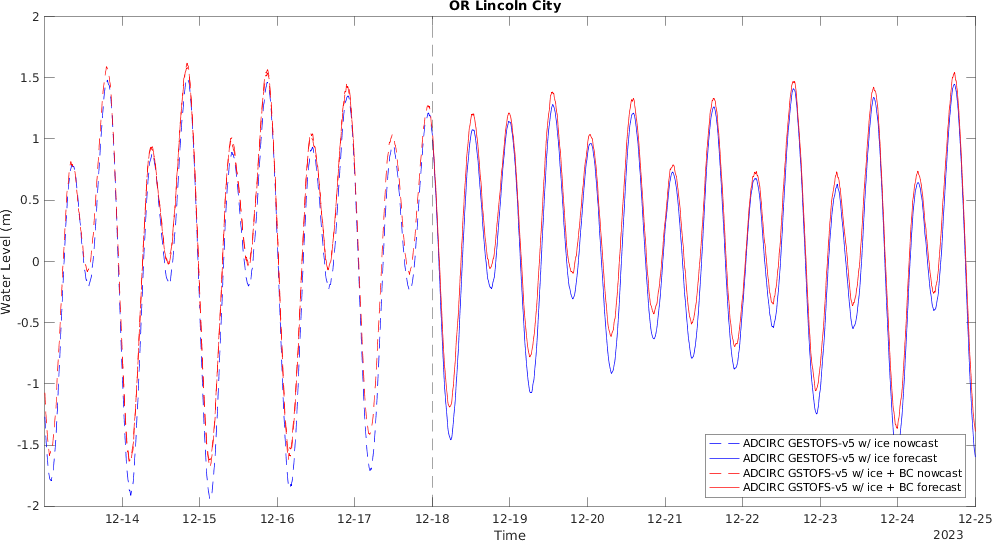 OR Lincoln City
2
1.5
1
0.5
0
-0.5
-1
-1.5
-2
Water Level (m)
12-14 12-15 12-16 12-17 12-18 12-19 12-20 12-21 12-22 12-23 12-24 12-25
Time
2023
ADCIRC GESTOFS-v5 w/ ice nowcast
ADCIRC GESTOFS-v5 w/ ice forecast
ADCIRC GSTOFS-v5 w/ ice + BC nowcast
ADCIRC GSTOFS-v5 w/ ice + BC forecast